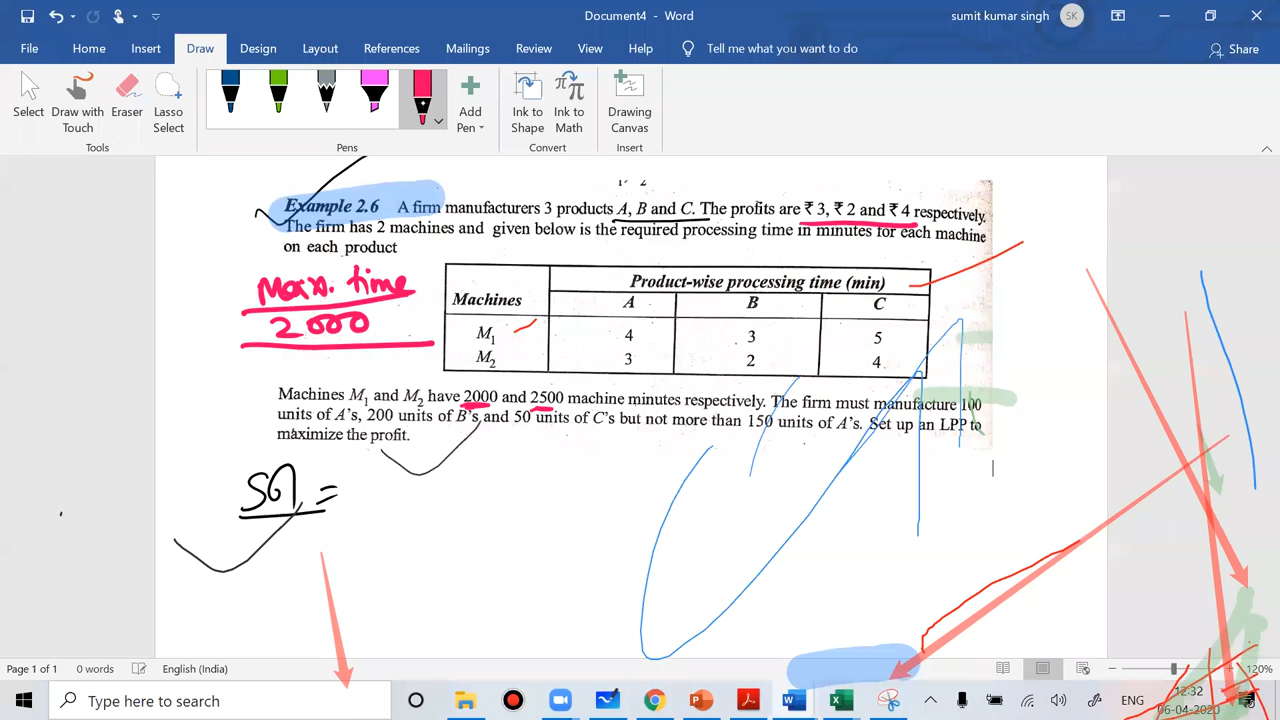 Document4 - Word
sumit kumar singh
SK
File Home Insert Draw Design Layout References Mailings Review View Help Tell me what you want to do Share
Select
Draw with Touch
Eraser
Lasso Select
Add Pen
Ink to Shape
Ink to Math
Drawing Canvas
Tools Pens Convert Insert
Example 2.6 A firm manufacturers 3 products A, B and C. The profits are ₹ 3, ₹ 2 and ₹ 4 respectively.
The firm has 2 machines and given below is the required processing time in minutes for each machine
on each product
Max. time
2000
Machines Product-wise processing time (min)
A B C
M₁ 4 3 5
M₂ 3 2 4
Machines M₁ and M₂ have 2000 and 2500 machine minutes respectively. The firm must manufacture 100
units of A's, 200 units of B's and 50 units of C's but not more than 150 units of A's. Set up an LPP to
maximize the profit.
Sol =
Page 1 of 1 0 words English (India) 120%
Type here to search
ENG
12:32
06-04-2020